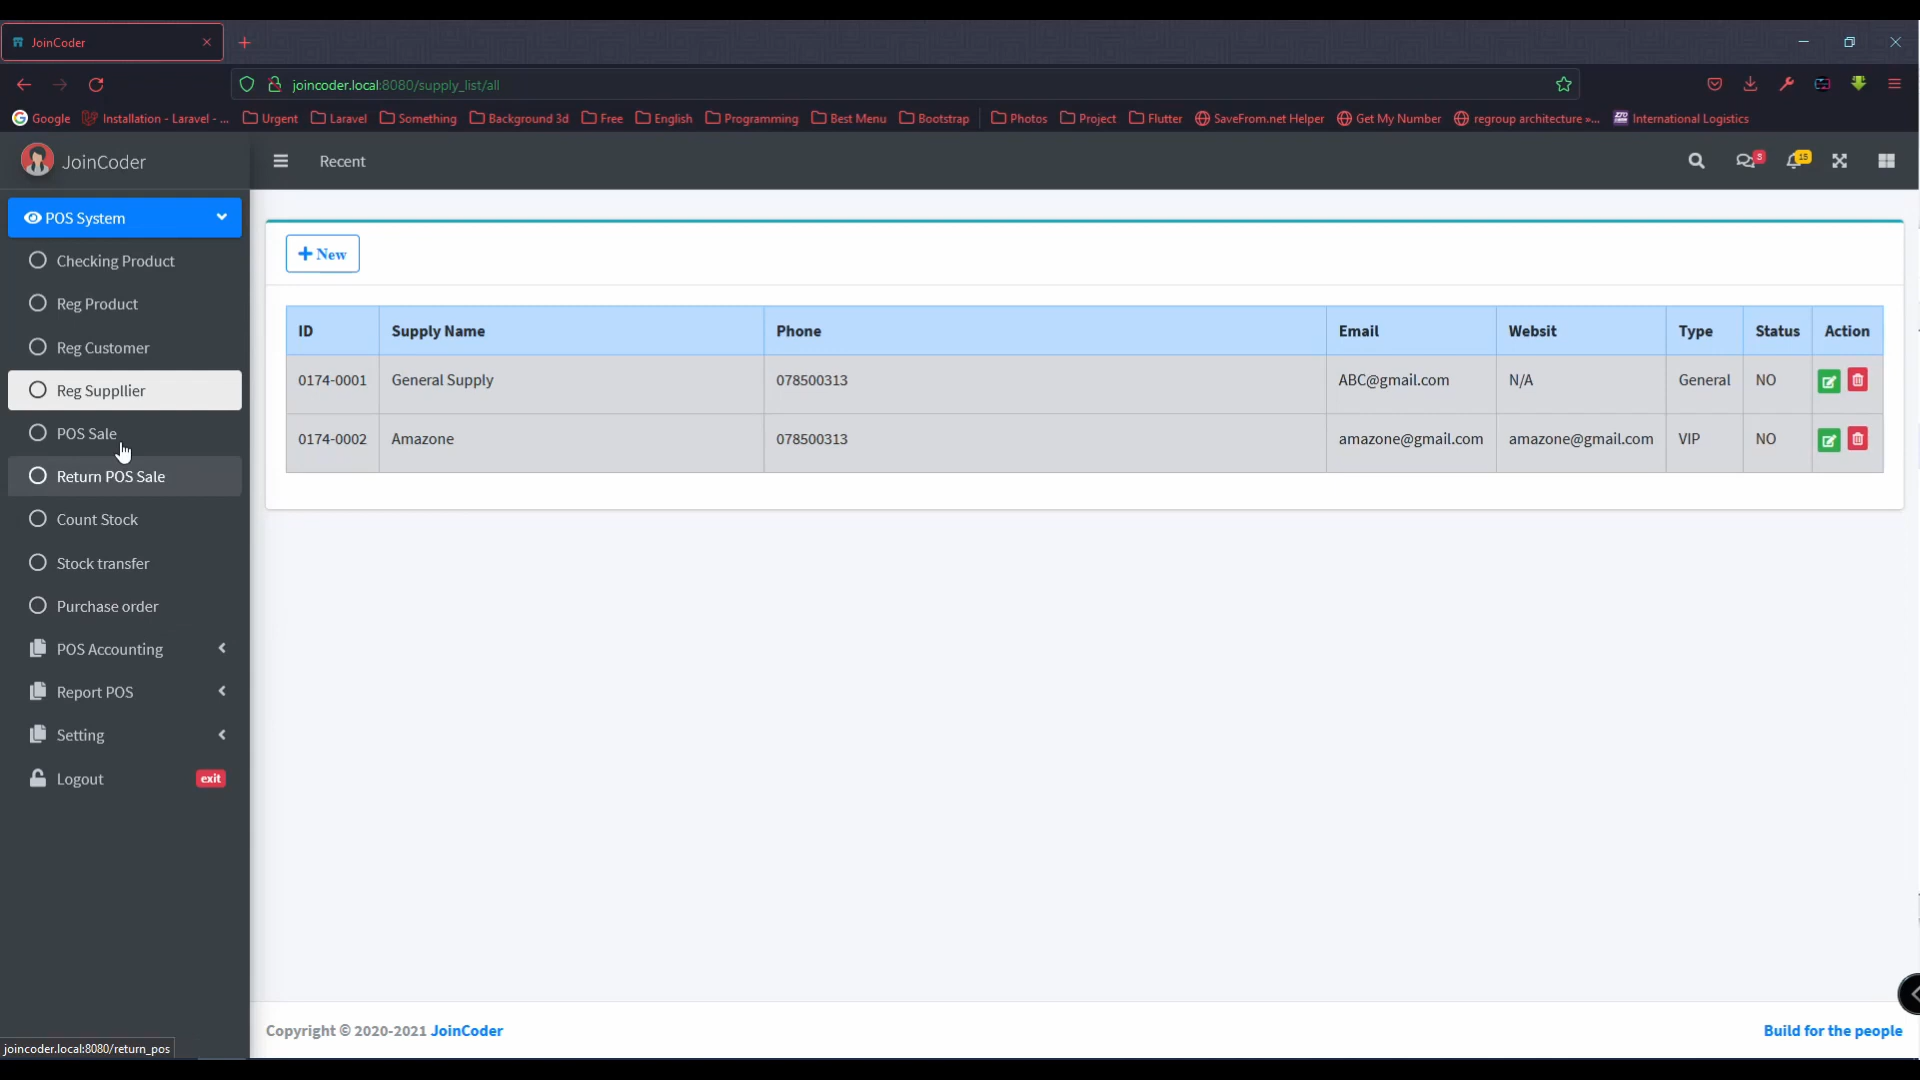 JoinCoder
joincoder.local:8080/supply_list/all
Google Installation - Laravel - ... Urgent Laravel Something Background 3d Free English Programming Best Menu Bootstrap Photos Project Flutter SaveFrom.net Helper Get My Number regroup architecture »... International Logistics
JoinCoder Recent 3 15
POS System
Checking Product
Reg Product
Reg Customer
Reg Suppllier
POS Sale
Return POS Sale
Count Stock
Stock transfer
Purchase order
POS Accounting
Report POS
Setting
Logout exit
New
ID Supply Name Phone Email Websit Type Status Action
0174-0001 General Supply 078500313 ABC@gmail.com N/A General NO
0174-0002 Amazone 078500313 amazone@gmail.com amazone@gmail.com VIP NO
Copyright © 2020-2021 JoinCoder Build for the people
joincoder.local:8080/return_pos